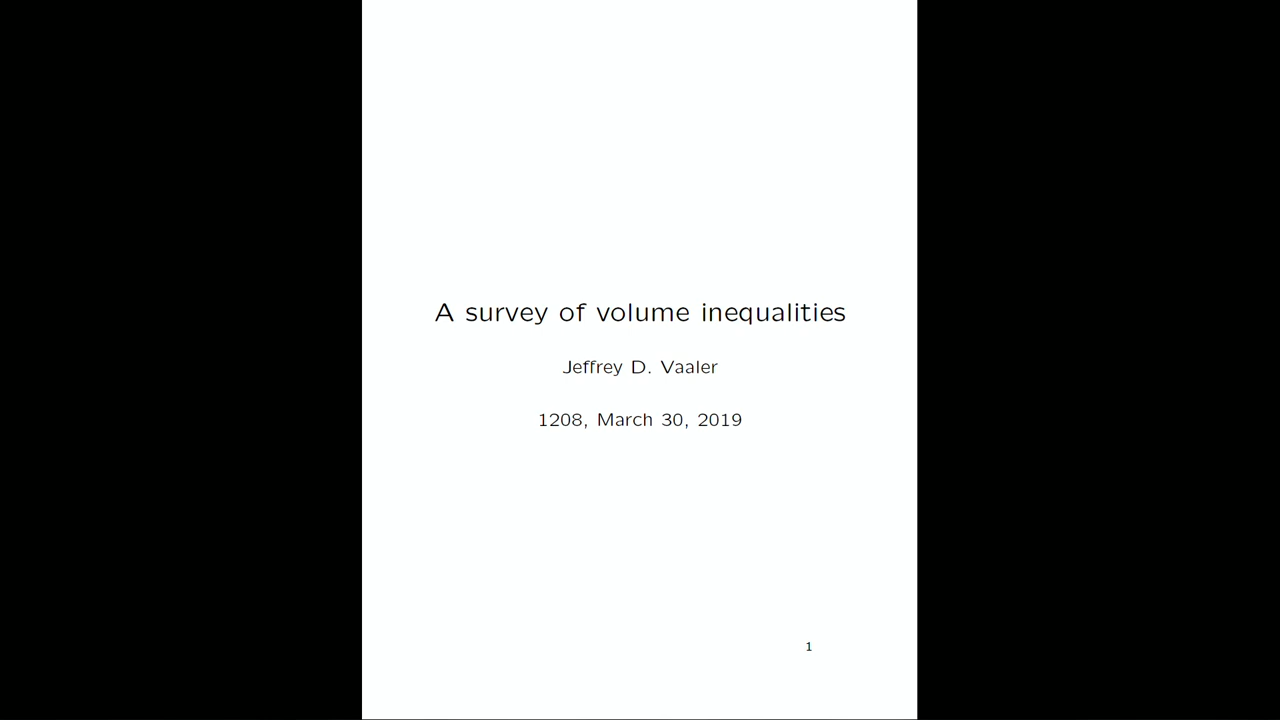 A survey of volume inequalities
Jeffrey D. Vaaler
1208, March 30, 2019
1